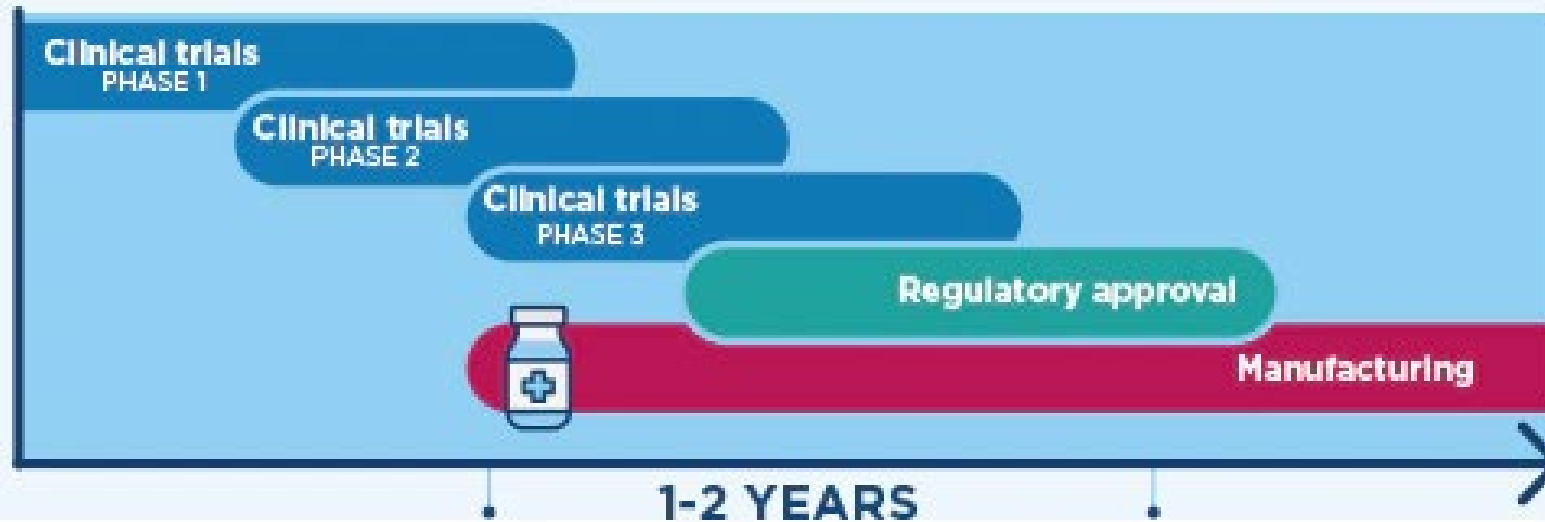 Clinical trials
PHASE 1
Clinical trials
PHASE 2
Clinical trials
PHASE 3
Regulatory approval
Manufacturing
1-2 YEARS